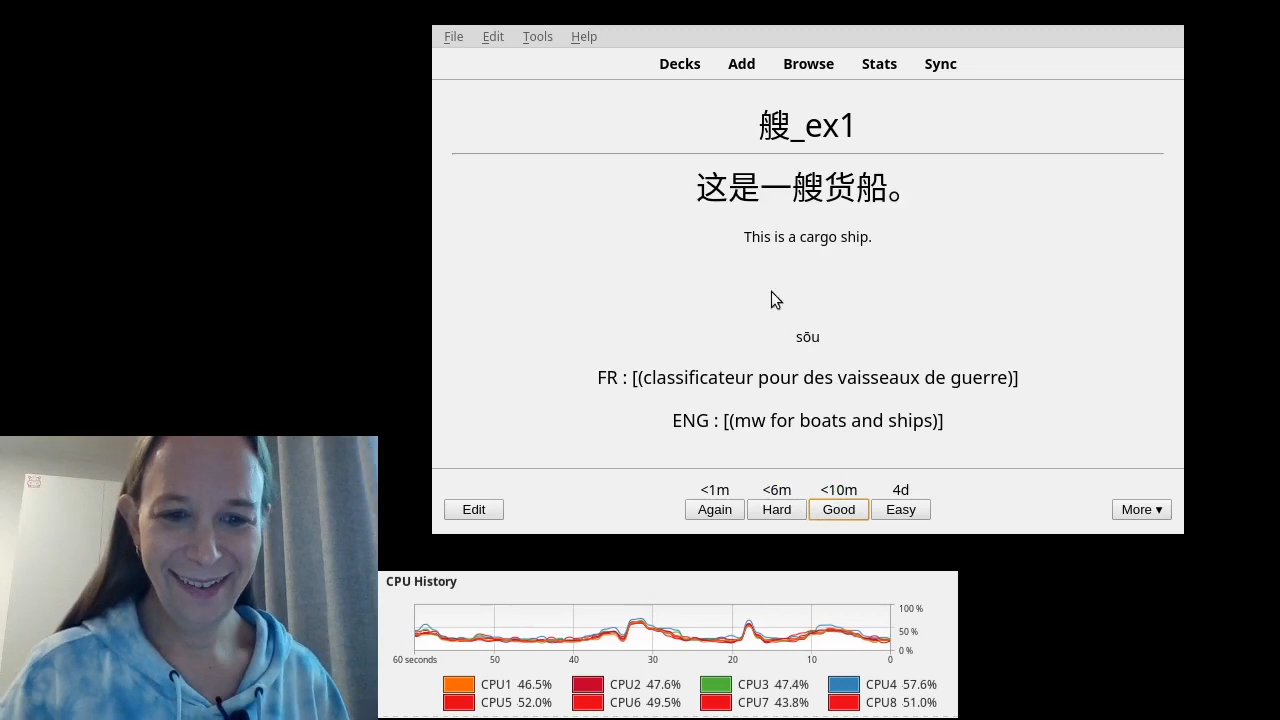 File Edit Tools Help
Decks Add Browse Stats Sync
艘_ex1
这是一艘货船。
This is a cargo ship.
sōu
FR : [(classificateur pour des vaisseaux de guerre)]
ENG : [(mw for boats and ships)]
<1m <6m <10m 4d
Edit Again Hard Good Easy More ▾
CPU History
100 %
50 %
0 %
60 seconds 50 40 30 20 10 0
CPU1 46.5% CPU2 47.6% CPU3 47.4% CPU4 57.6%
CPU5 52.0% CPU6 49.5% CPU7 43.8% CPU8 51.0%